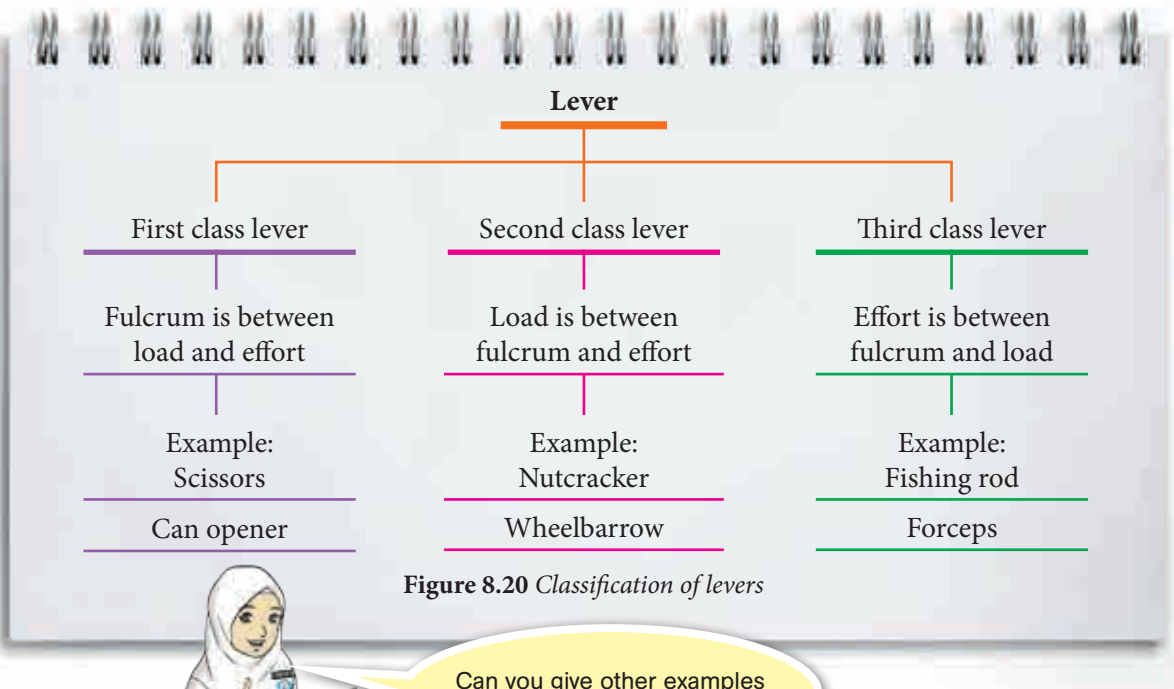 Lever
First class lever
Second class lever
Third class lever
Fulcrum is between
load and effort
Load is between
fulcrum and effort
Effort is between
fulcrum and load
Example:
Scissors
Can opener
Example:
Nutcracker
Wheelbarrow
Example:
Fishing rod
Forceps
Figure 8.20 Classification of levers
Can you give other examples